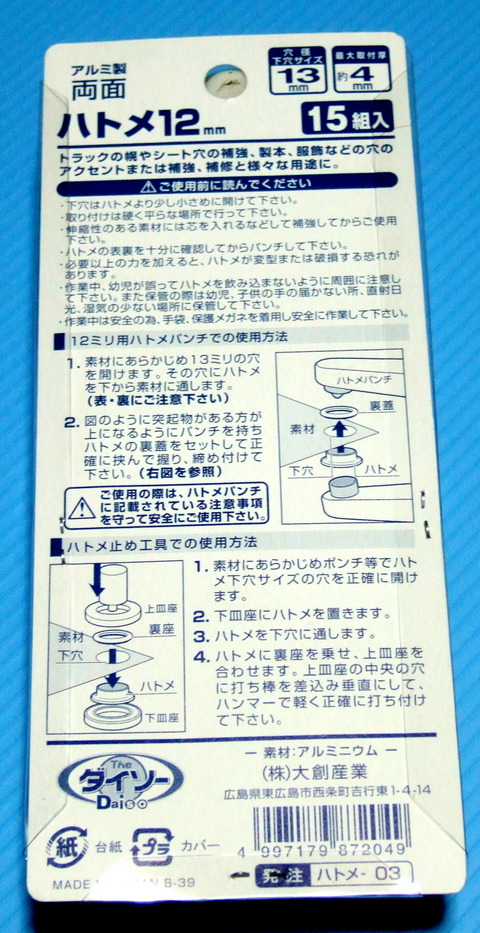 アルミ製
両面
ハトメ12mm
穴径
下穴サイズ
13
mm
最大取付厚
約4
mm
15組入
トラックの幌やシート穴の補強、製本、服飾などの穴の
アクセントまたは補強、補修と様々な用途に。
ご使用前に読んでください
・下穴はハトメより少し小さめに開けて下さい。
・取り付けは硬く平らな場所で行って下さい。
・伸縮性のある素材には芯を入れるなどして補強してからご使用
下さい。
・ハトメの表裏を十分に確認してからパンチして下さい。
・必要以上の力を加えると、ハトメが変型または破損する恐れが
あります。
・作業中、幼児が誤ってハトメを飲み込まないように周囲に注意し
て下さい。また保管の際は幼児、子供の手の届かない所、直射日
光、湿気の少ない場所に保管して下さい。
・作業中は安全の為、手袋、保護メガネを着用し安全に作業して下さい。
12ミリ用ハトメパンチでの使用方法
1. 素材にあらかじめ13ミリの穴
を開けます。その穴にハトメ
を下から素材に通します。
(表・裏にご注意下さい)
2. 図のように突起物がある方が
上になるようにパンチを持ち
ハトメの裏蓋をセットして正
確に挟んで握り、締め付けて
下さい。(右図を参照)
ご使用の際は、ハトメパンチ
に記載されている注意事項
を守って安全にご使用下さい。
ハトメパンチ
裏蓋
素材
下穴
ハトメ
ハトメ止め工具での使用方法
上皿座
裏座
素材
下穴
ハトメ
下皿座
1. 素材にあらかじめポンチ等でハト
メ下穴サイズの穴を正確に開け
ます。
2. 下皿座にハトメを置きます。
3. ハトメを下穴に通します。
4. ハトメに裏座を乗せ、上皿座を
合わせます。上皿座の中央の穴
に打ち棒を差込み垂直にして、
ハンマーで軽く正確に打ち付け
て下さい。
The
ダイソー
Daiso
― 素材:アルミニウム ―
(株)大創産業
広島県東広島市西条町吉行東1-4-14
紙 台紙 プラ カバー
4 997179 872049
MADE IN JAPAN B-39
発・注 ハトメ- 03